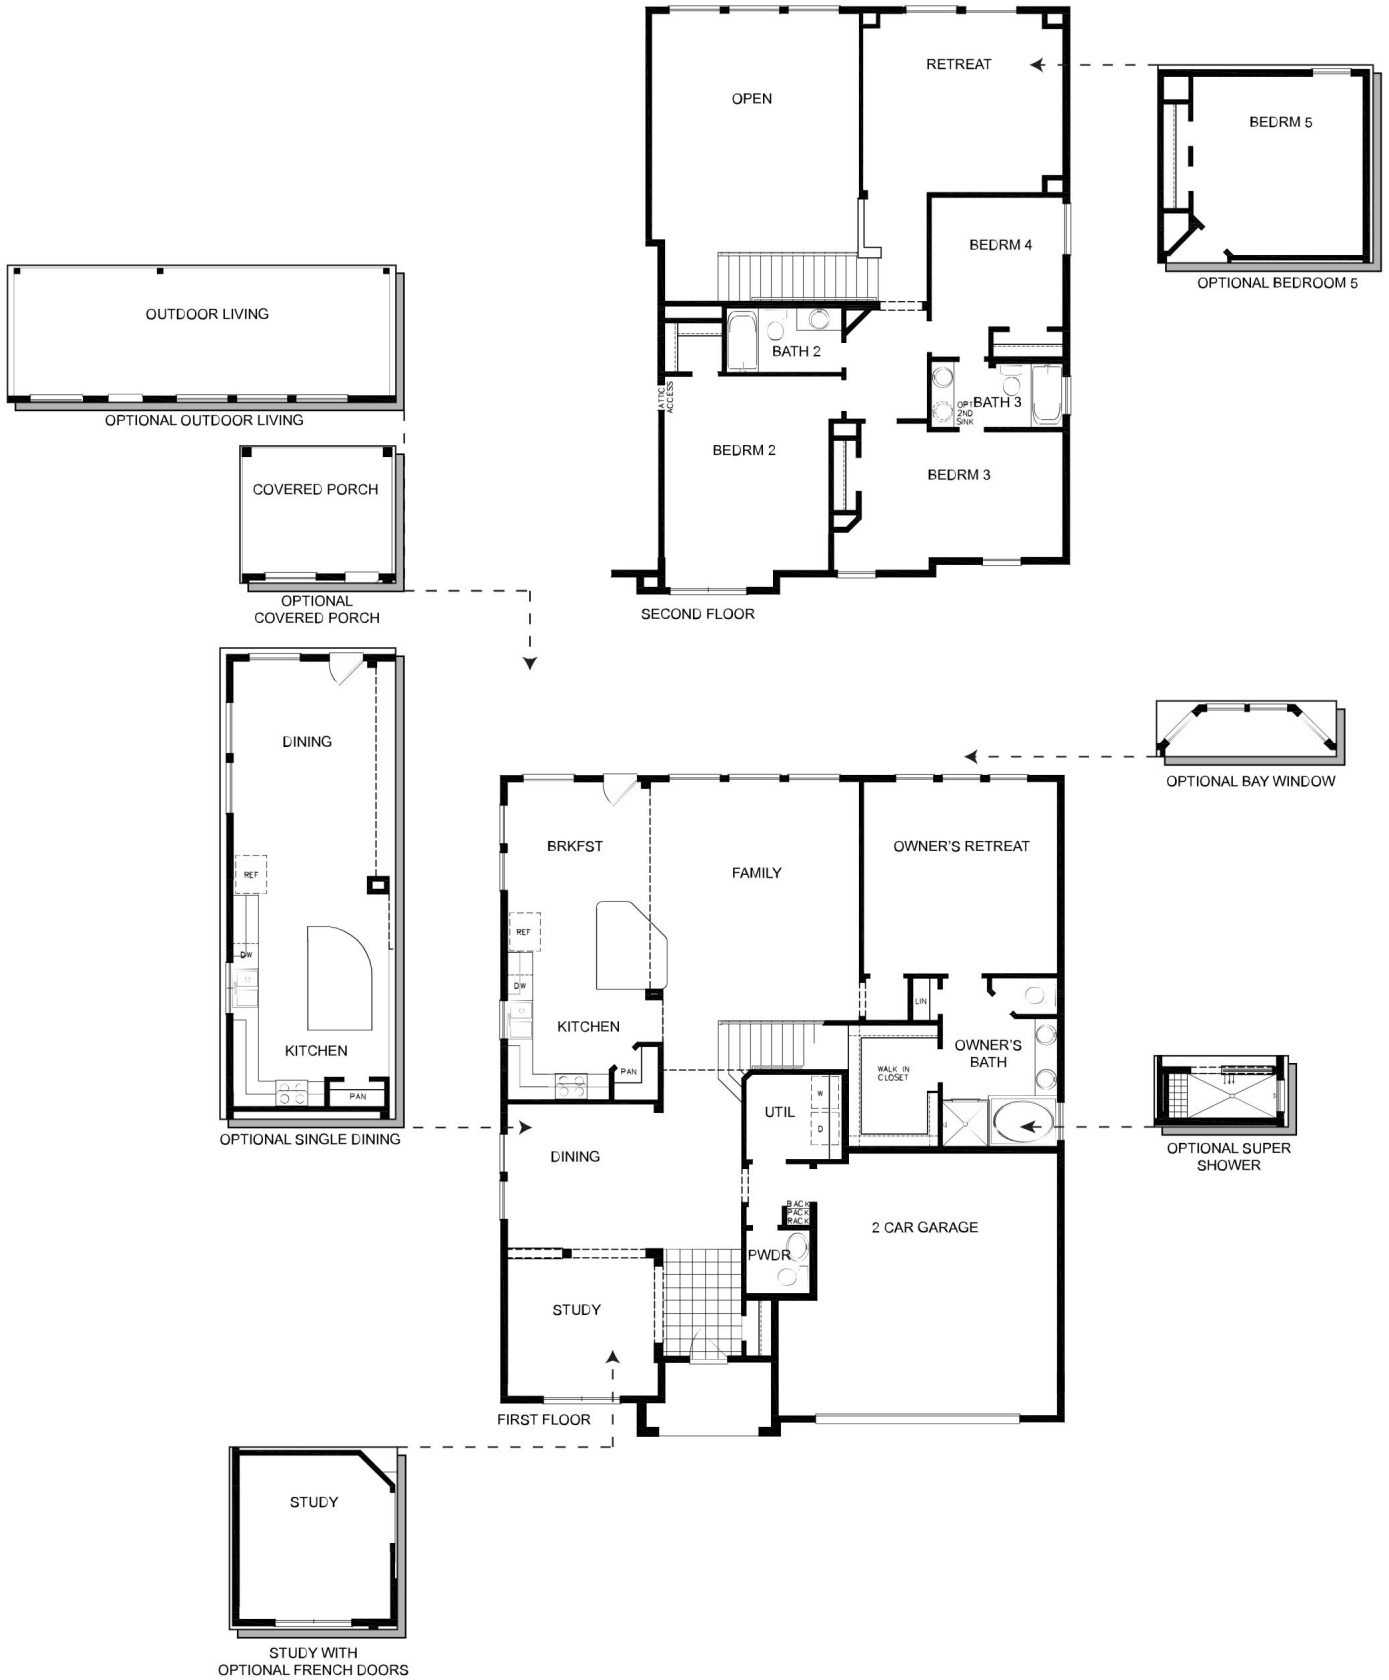 RETREAT
OPEN
BEDRM 5
BEDRM 4
OPTIONAL BEDROOM 5
OUTDOOR LIVING
BATH 2
ATTIC
ACCESS
OPT.
2ND
SINK
BATH 3
OPTIONAL OUTDOOR LIVING
BEDRM 2
BEDRM 3
COVERED PORCH
OPTIONAL
COVERED PORCH
SECOND FLOOR
DINING
REF
DW
KITCHEN
PAN
OPTIONAL SINGLE DINING
OPTIONAL BAY WINDOW
BRKFST
FAMILY
OWNER'S RETREAT
REF
DW
LIN
KITCHEN
PAN
OWNER'S
BATH
WALK IN
CLOSET
UTIL
W
D
OPTIONAL SUPER
SHOWER
DINING
BACK
PACK
RACK
2 CAR GARAGE
PWDR
STUDY
FIRST FLOOR
STUDY
STUDY WITH
OPTIONAL FRENCH DOORS